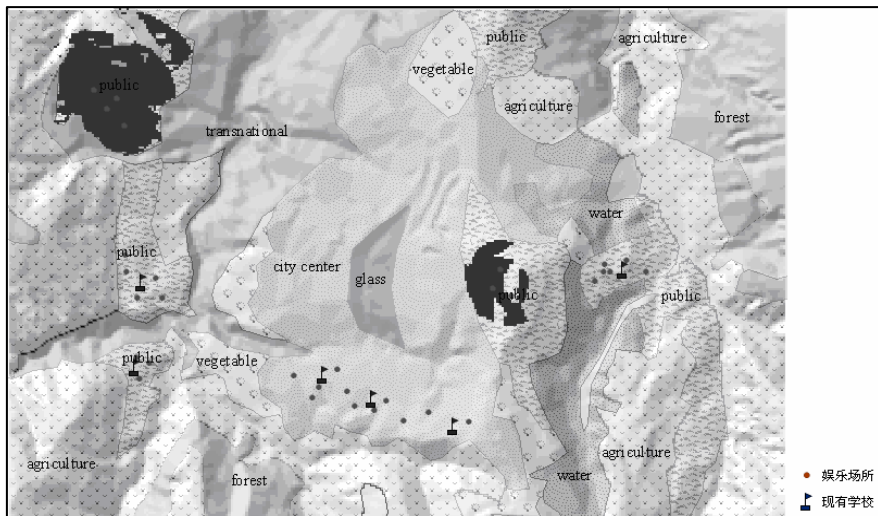 public
agriculture
public
vegetable
agriculture
forest
transnational
water
public
city center
glass
public
public
public
vegetable
agriculture
forest
water
agriculture
娱乐场所
现有学校